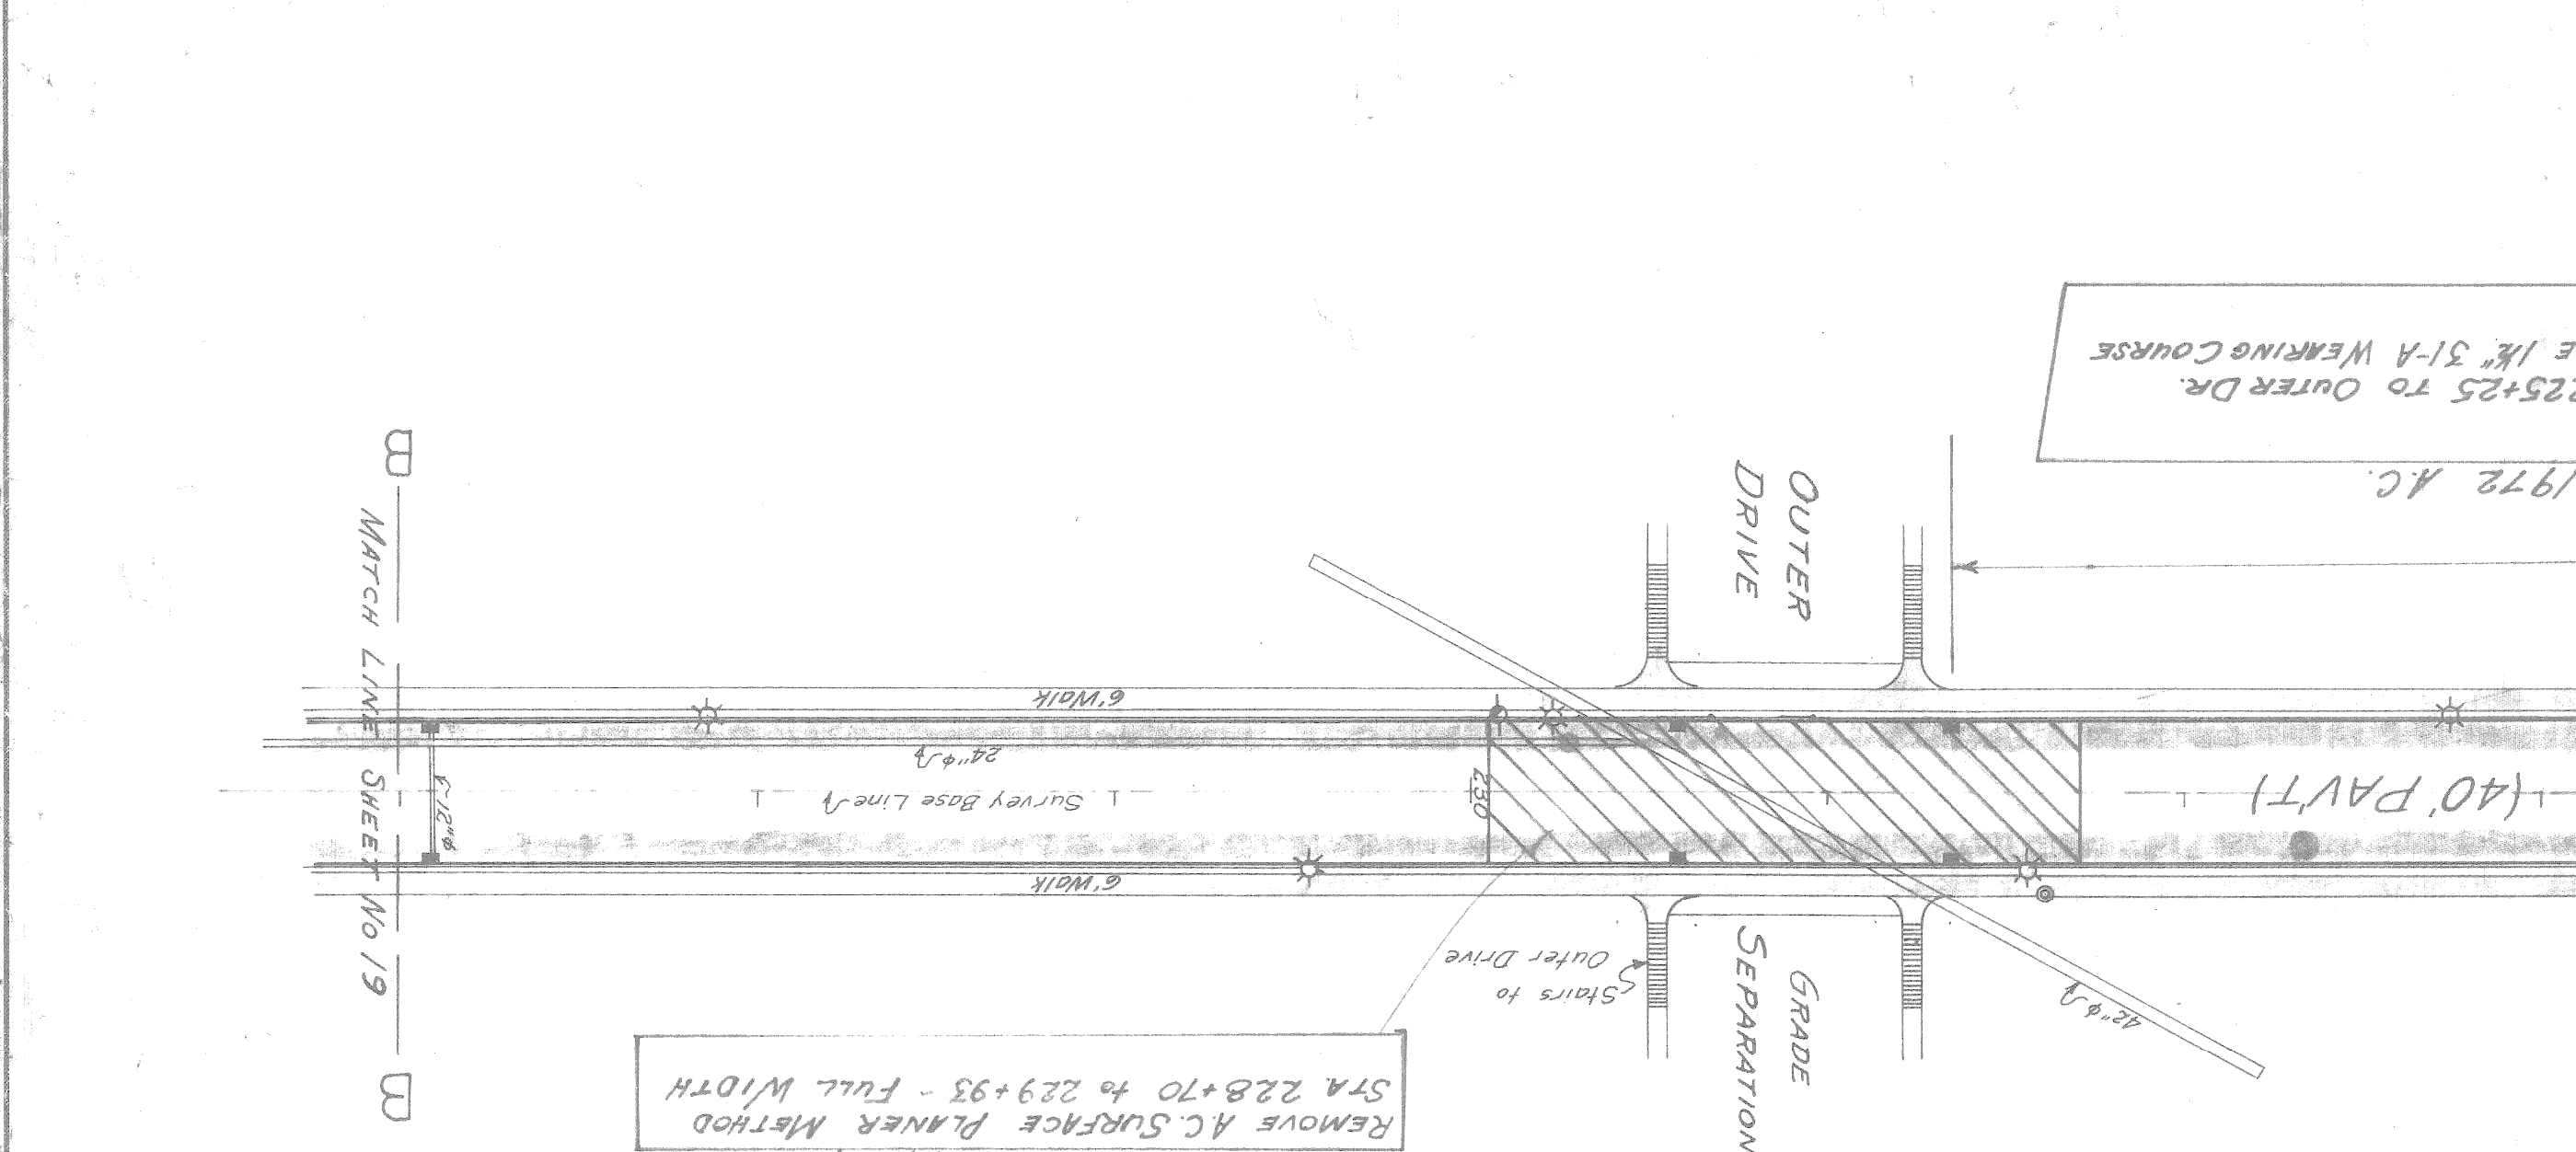 REMOVE A.C. SURFACE PLANER METHOD
STA. 228+70 to 229+93 - FULL WIDTH
GRADE
SEPARATION
42"φ
Stairs to
Outer Drive
MATCH LINE SHEET No 19
B
B
6' Walk
6' Walk
12"φ
24"φ
Survey Base Line
230
(40' PAV'T)
OUTER
DRIVE
1972 A.C.
225+25 TO OUTER DR.
1½" 31-A WEARING COURSE